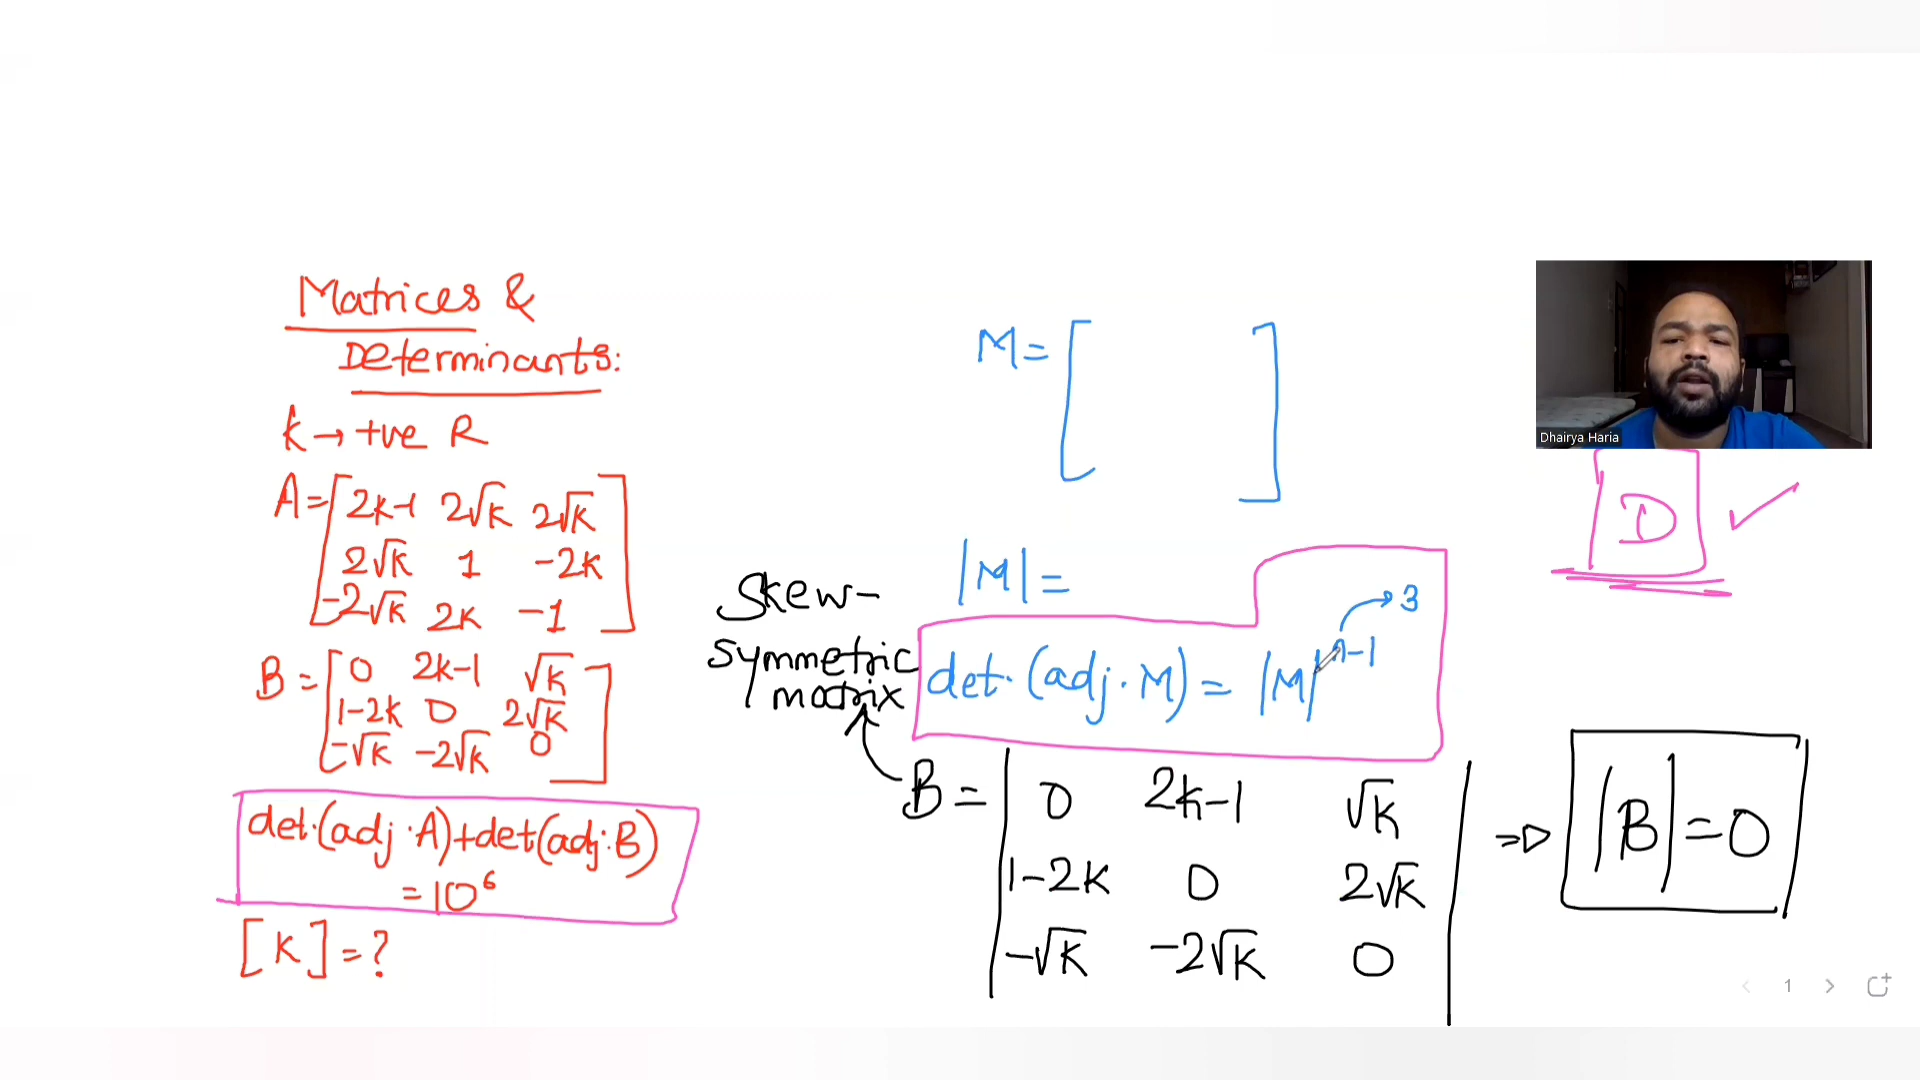 Matrices &
Determinants:
k → +ve R
A = [ 2k-1 2√k 2√k
2√k 1 -2k
-2√k 2k -1 ]
B = [ 0 2k-1 √k
1-2k 0 2√k
-√k -2√k 0 ]
det.(adj.A)+det(adj.B)
= 10⁶
[k] = ?
M = [ ]
|M| =
det.(adj.M) = |M|ⁿ⁻¹ → 3
Skew-
symmetric
matrix
B = | 0 2k-1 √k |
| 1-2k 0 2√k |
| -√k -2√k 0 |
⇒ |B| = 0
Dhairya Haria
D ✓
1